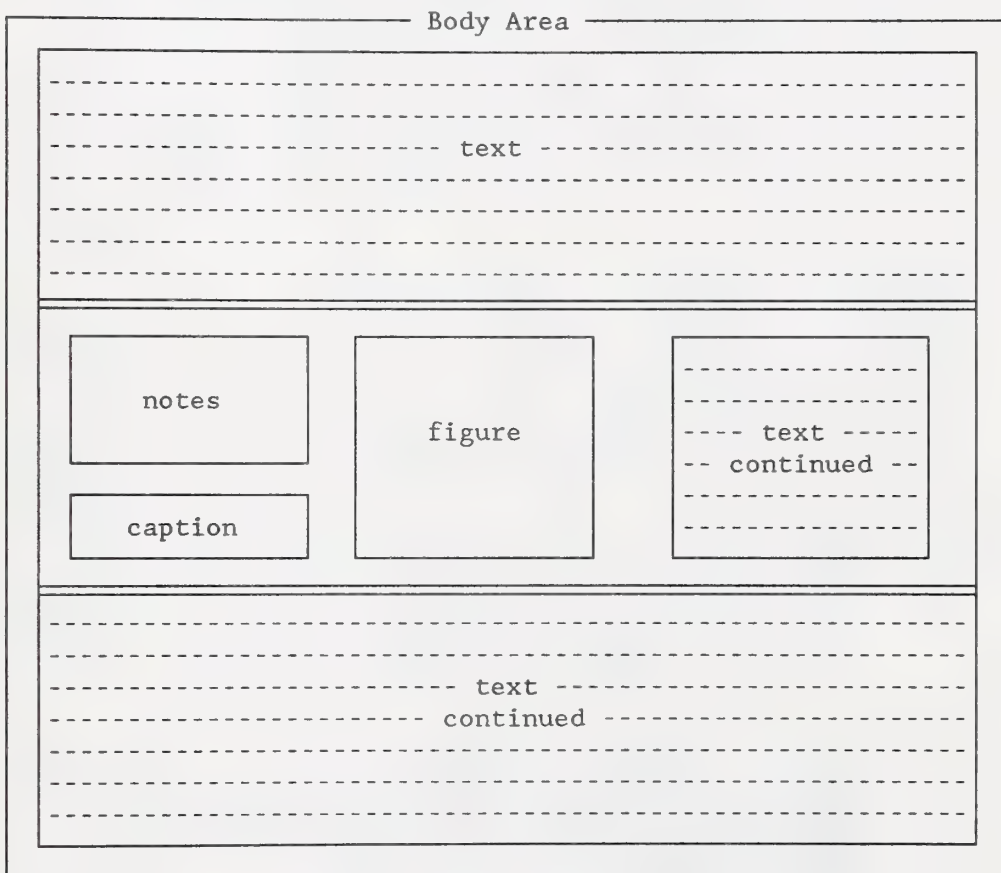 Body Area
text
notes
caption
figure
text
continued
text
continued